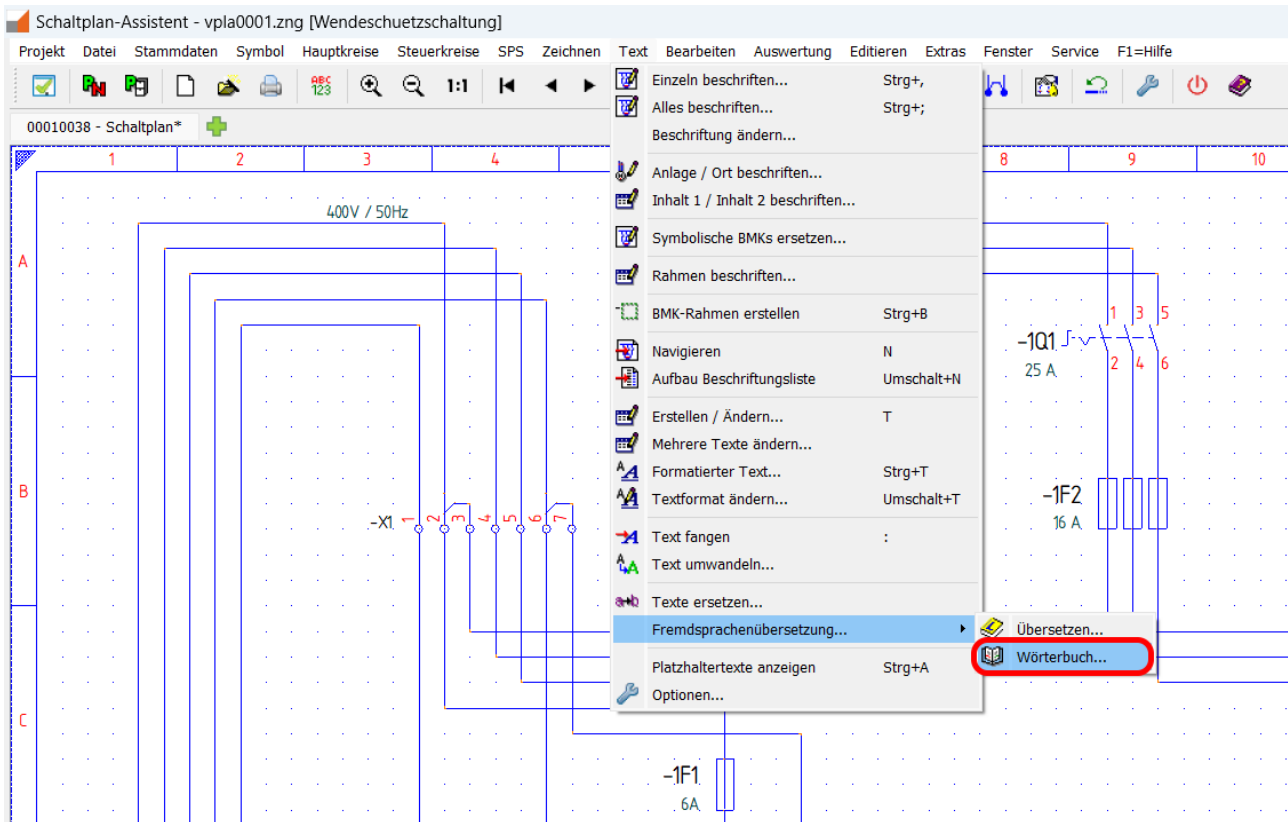 Schaltplan-Assistent - vpla0001.zng [Wendeschuetzschaltung]
Projekt Datei Stammdaten Symbol Hauptkreise Steuerkreise SPS Zeichnen Text Bearbeiten Auswertung Editieren Extras Fenster Service F1=Hilfe
ABC
123
1:1
00010038 - Schaltplan*
1 2 3 4 8 9 10
Einzeln beschriften... Strg+,
Alles beschriften... Strg+;
Beschriftung ändern...
Anlage / Ort beschriften...
Inhalt 1 / Inhalt 2 beschriften...
Symbolische BMKs ersetzen...
Rahmen beschriften...
BMK-Rahmen erstellen Strg+B
Navigieren N
Aufbau Beschriftungsliste Umschalt+N
Erstellen / Ändern... T
Mehrere Texte ändern...
Formatierter Text... Strg+T
Textformat ändern... Umschalt+T
Text fangen :
Text umwandeln...
Texte ersetzen...
Fremdsprachenübersetzung...
Platzhaltertexte anzeigen Strg+A
Optionen...
Übersetzen...
Wörterbuch...
400V / 50Hz
A
B
C
-X1 1 2 3 4 5 6 7
1 3 5
-1Q1
25 A
2 4 6
-1F2
16 A
-1F1
6A